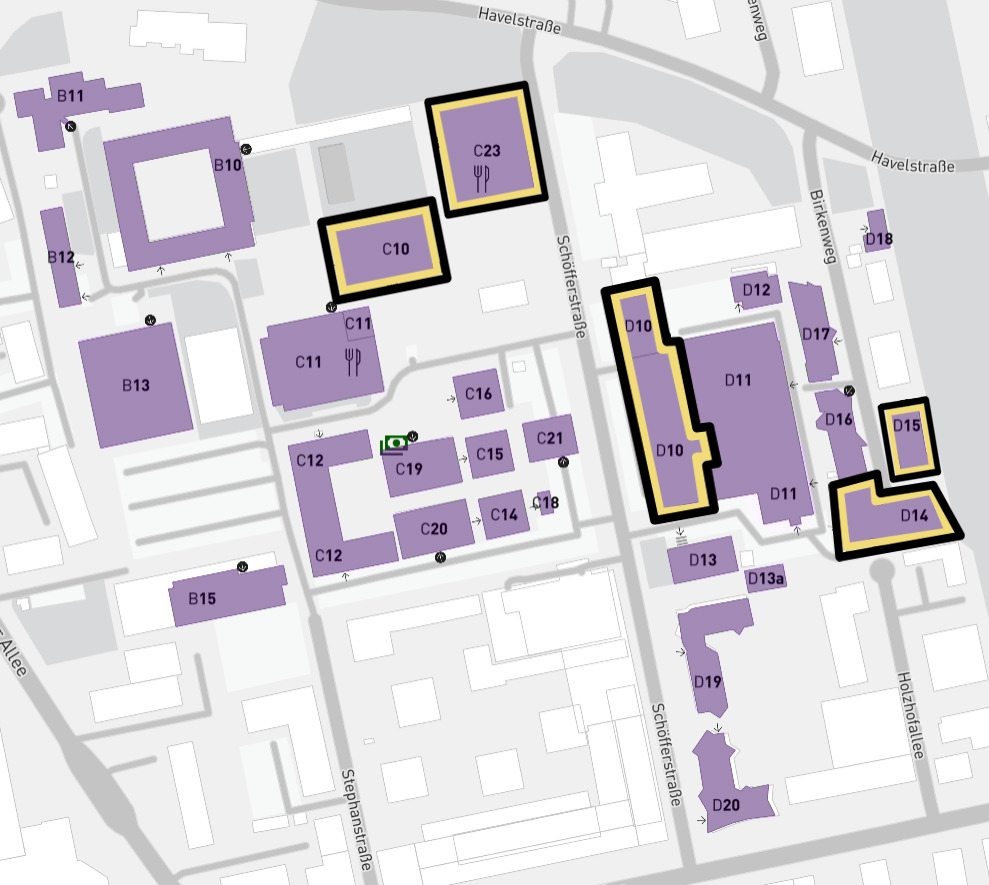 Havelstraße
Birkenweg
B11
C23
B10
Havelstraße
Birkenweg
D18
C10
B12
Schöfferstraße
D12
C11
D10
D17
C11
B13
D11
C16
D16
D15
C21
C12
C19
C15
D10
D11
C18
C14
D14
C20
C12
D13
D13a
B15
r Allee
D19
Holzhofallee
Schöfferstraße
Stephanstraße
D20